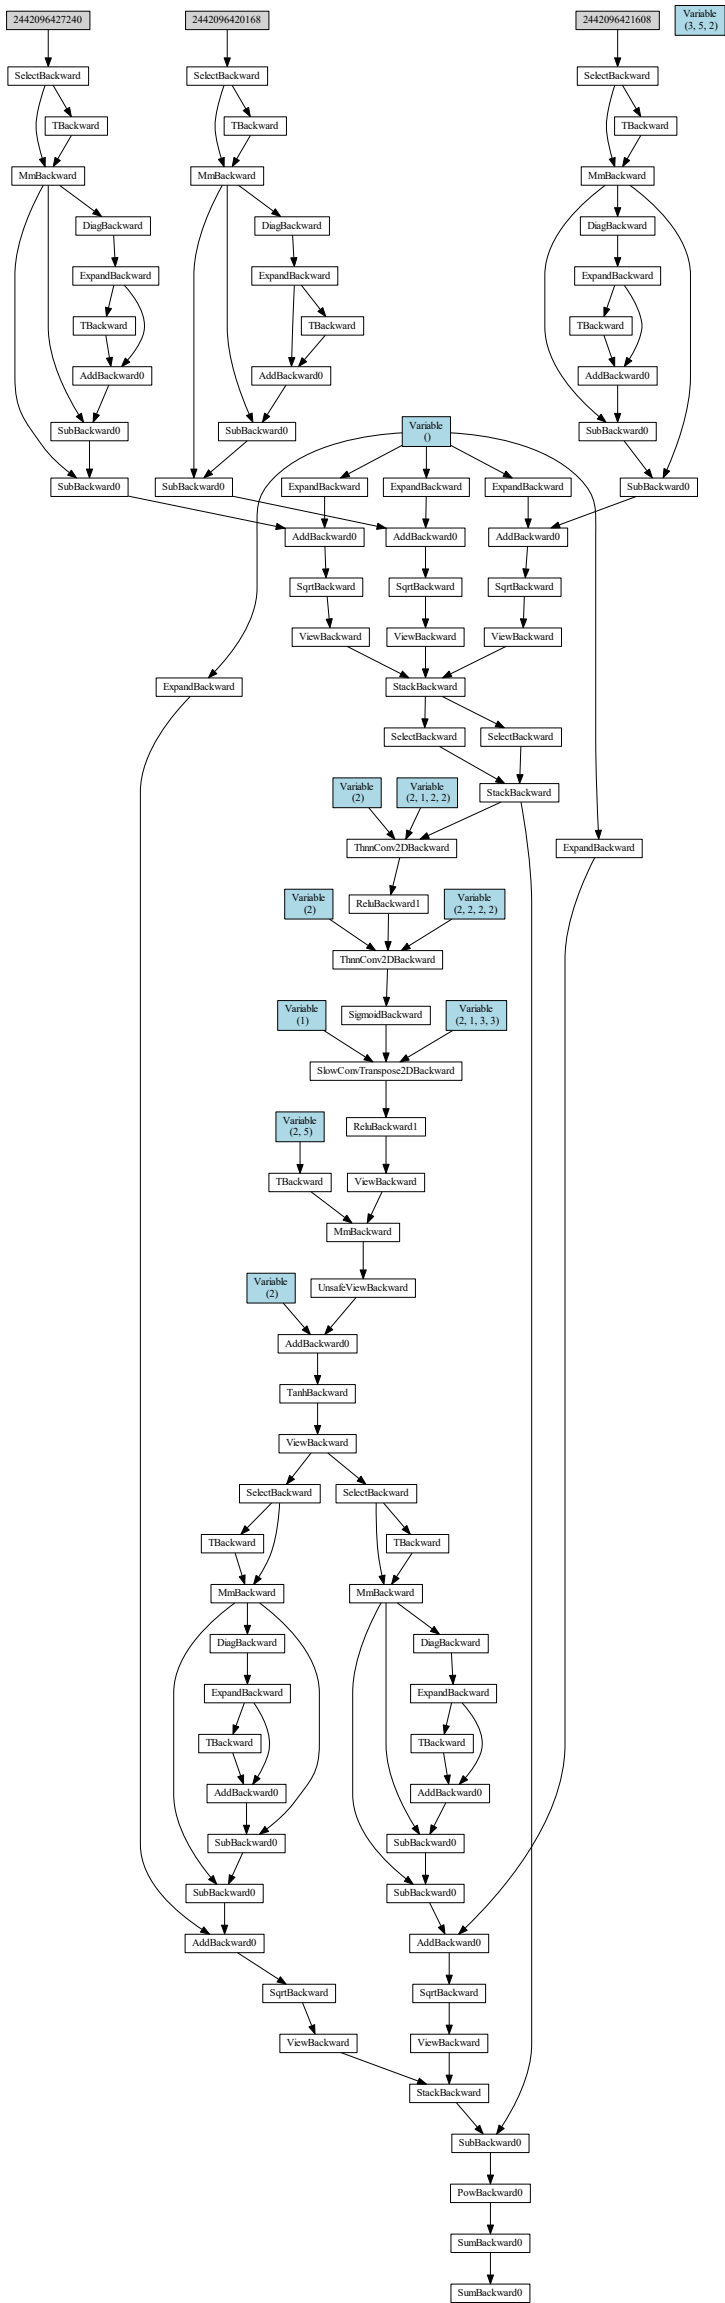 2442096427240
2442096420168
2442096421608
Variable
(3, 5, 2)
SelectBackward
SelectBackward
SelectBackward
TBackward
TBackward
TBackward
MmBackward
MmBackward
MmBackward
DiagBackward
DiagBackward
DiagBackward
ExpandBackward
ExpandBackward
ExpandBackward
TBackward
TBackward
TBackward
AddBackward0
AddBackward0
AddBackward0
SubBackward0
SubBackward0
Variable
()
SubBackward0
SubBackward0
SubBackward0
ExpandBackward
ExpandBackward
ExpandBackward
SubBackward0
AddBackward0
AddBackward0
AddBackward0
SqrtBackward
SqrtBackward
SqrtBackward
ViewBackward
ViewBackward
ViewBackward
ExpandBackward
StackBackward
SelectBackward
SelectBackward
Variable
(2)
Variable
(2, 1, 2, 2)
StackBackward
ThnnConv2DBackward
ExpandBackward
ReluBackward1
Variable
(2)
Variable
(2, 2, 2, 2)
ThnnConv2DBackward
Variable
(1)
SigmoidBackward
Variable
(2, 1, 3, 3)
SlowConvTranspose2DBackward
Variable
(2, 5)
ReluBackward1
TBackward
ViewBackward
MmBackward
Variable
(2)
UnsafeViewBackward
AddBackward0
TanhBackward
ViewBackward
SelectBackward
SelectBackward
TBackward
TBackward
MmBackward
MmBackward
DiagBackward
DiagBackward
ExpandBackward
ExpandBackward
TBackward
TBackward
AddBackward0
AddBackward0
SubBackward0
SubBackward0
SubBackward0
SubBackward0
AddBackward0
AddBackward0
SqrtBackward
SqrtBackward
ViewBackward
ViewBackward
StackBackward
SubBackward0
PowBackward0
SumBackward0
SumBackward0